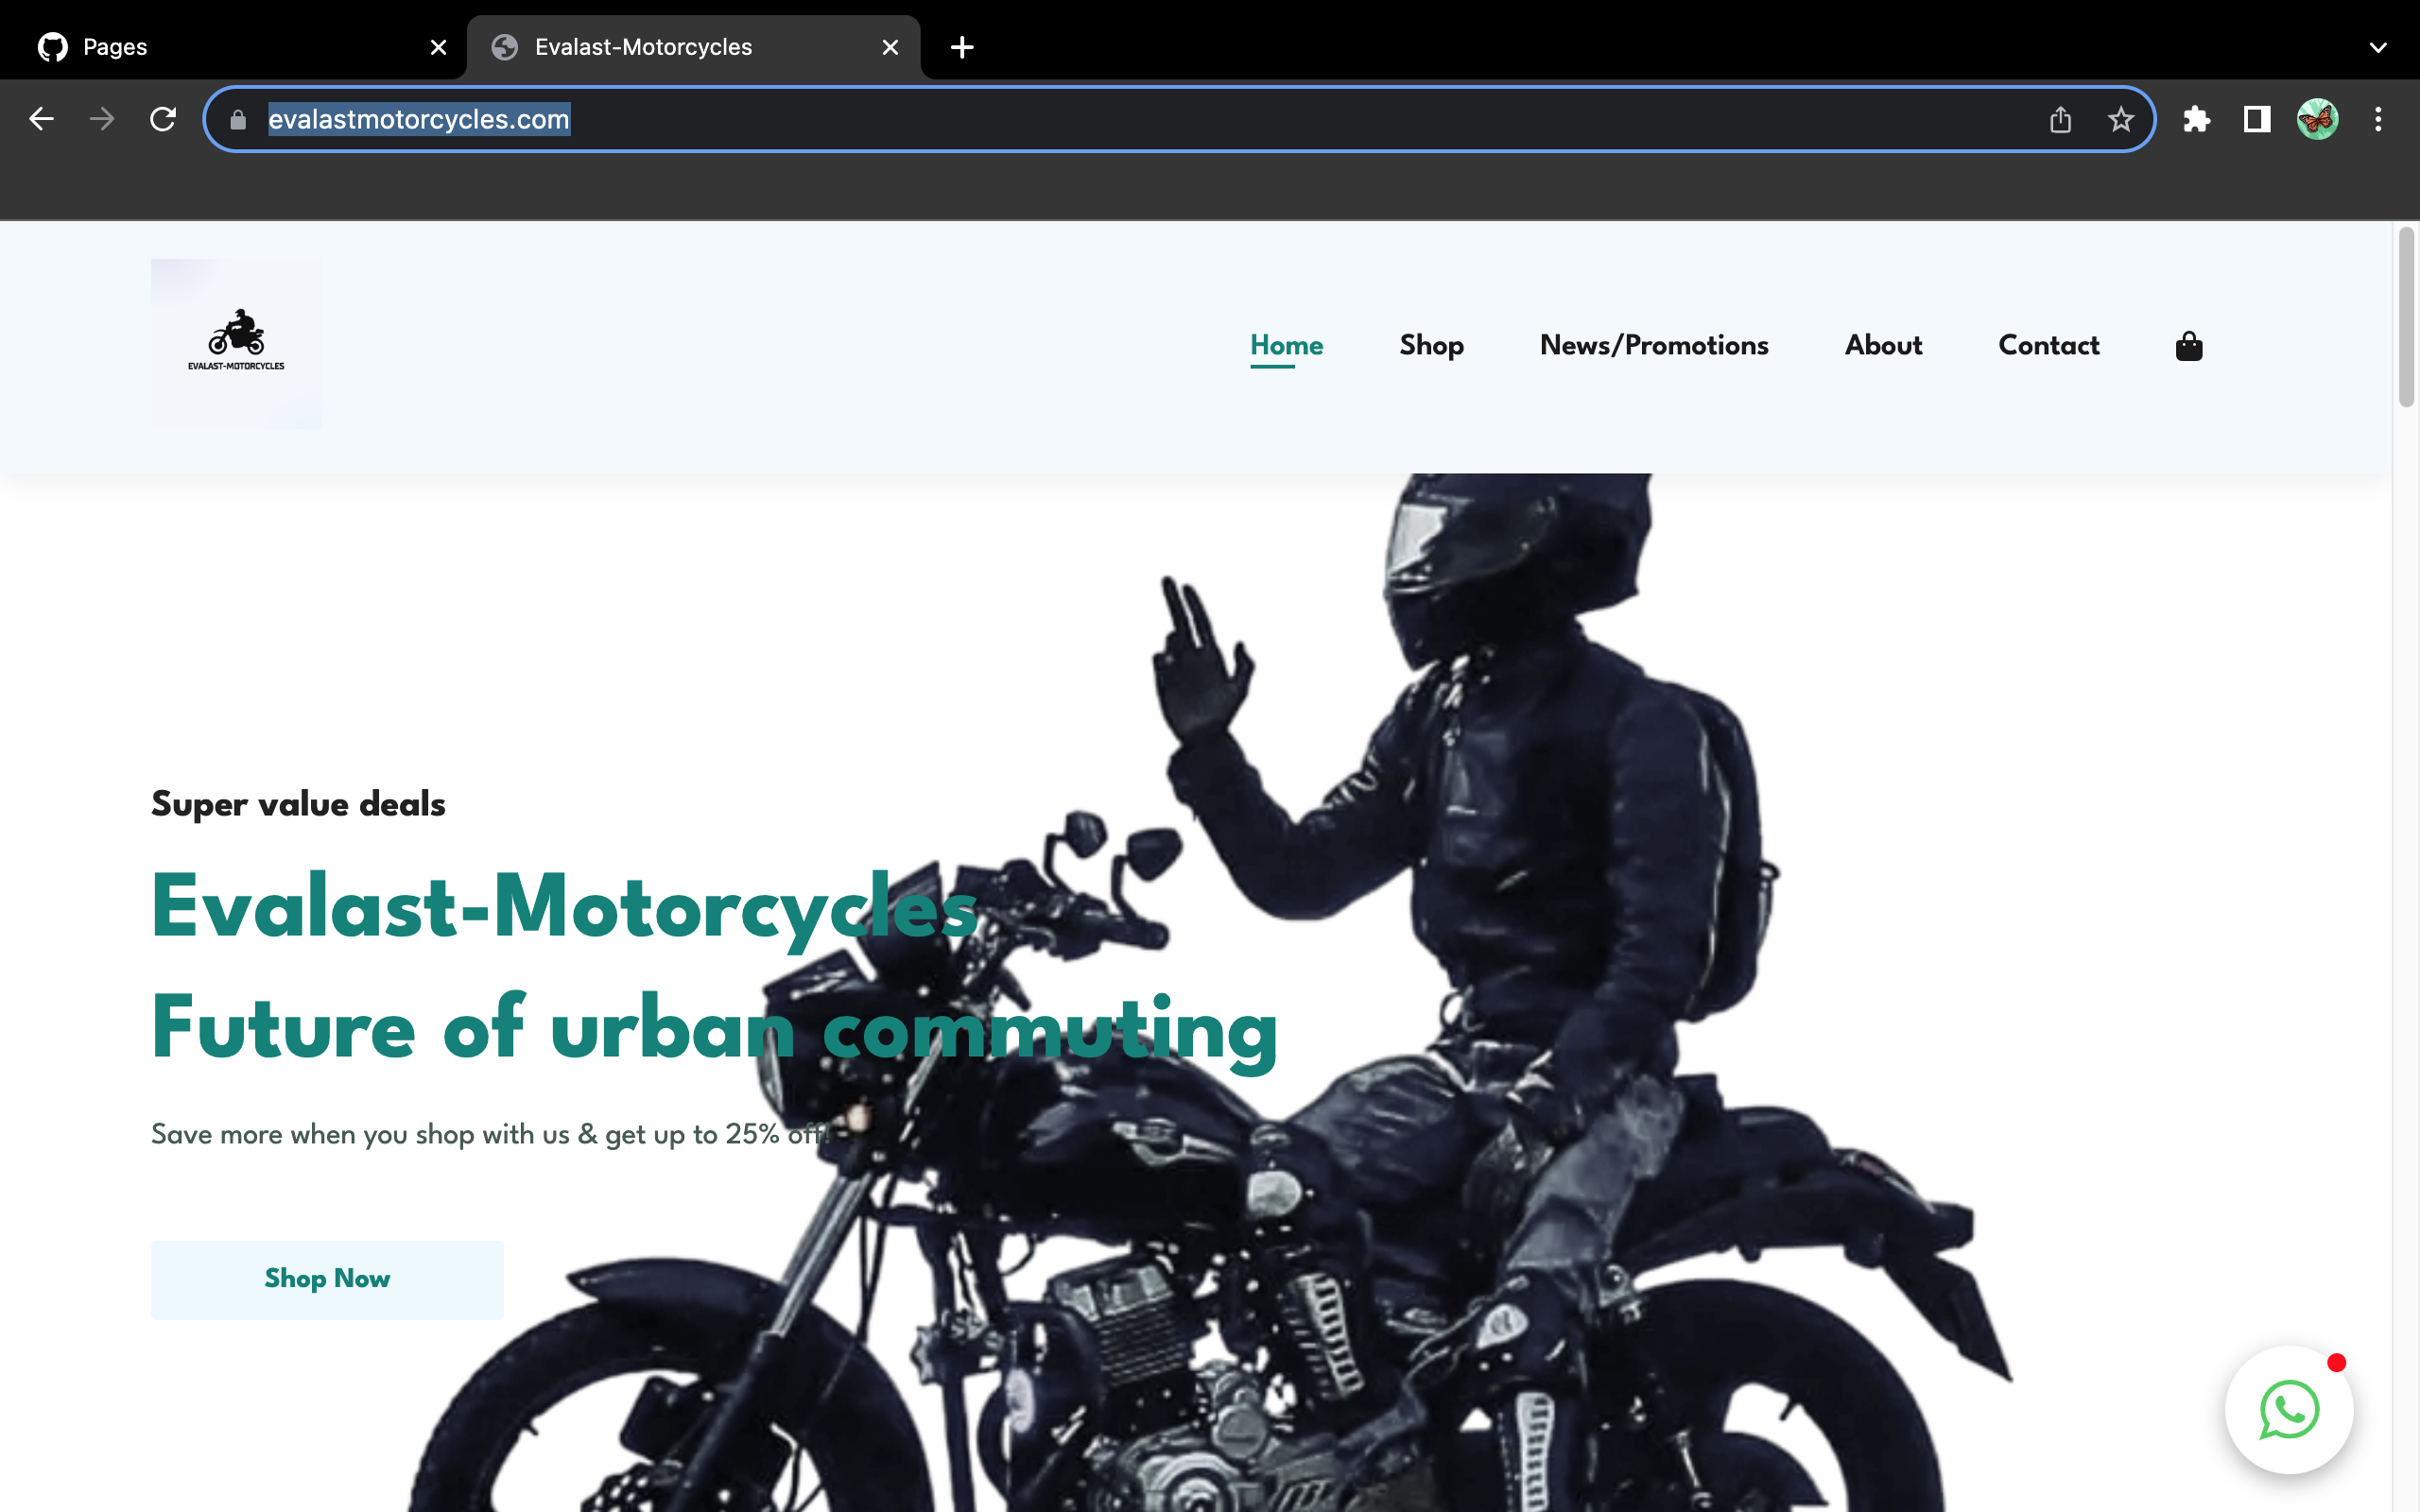 Pages
Evalast-Motorcycles
evalastmotorcycles.com
EVALAST-MOTORCYCLES
Home Shop News/Promotions About Contact
Super value deals
Evalast-Motorcycles
Future of urban commuting
Save more when you shop with us & get up to 25% off!
Shop Now